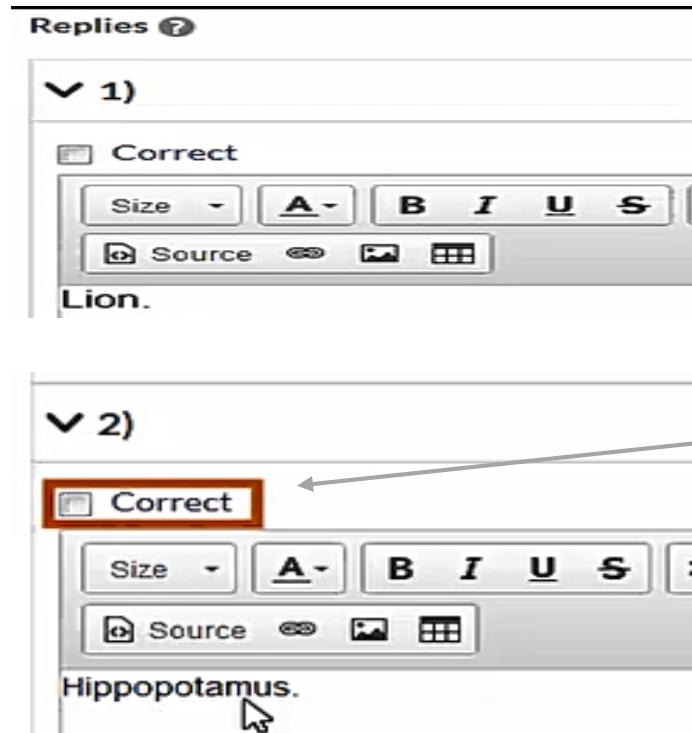 Replies ?
1)
Correct
Size A B I U S
Source
Lion.
2)
Correct
Size A B I U S
Source
Hippopotamus.